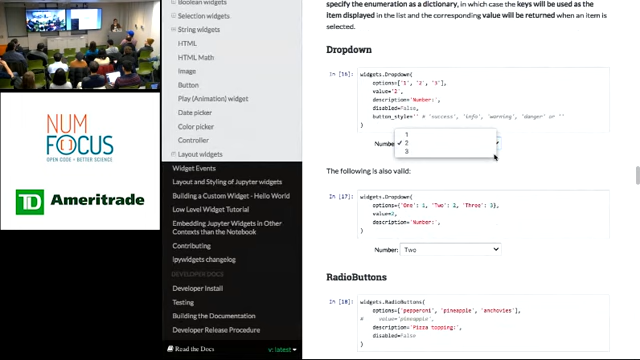 NUM
FOCUS
OPEN CODE = BETTER SCIENCE
TD Ameritrade
Boolean widgets
Selection widgets
String widgets
HTML
HTML Math
Image
Button
Play (Animation) widget
Date picker
Color picker
Controller
Layout widgets
Widget Events
Layout and Styling of Jupyter widgets
Building a Custom Widget - Hello World
Low Level Widget Tutorial
Embedding Jupyter Widgets in Other
Contexts than the Notebook
Contributing
Ipywidgets changelog
DEVELOPER DOCS
Developer Install
Testing
Building the Documentation
Developer Release Procedure
Read the Docs
v: latest
specify the enumeration as a dictionary, in which case the keys will be used as the
item displayed in the list and the corresponding value will be returned when an item is
selected.
Dropdown
In [16]: widgets.Dropdown(
options=['1', '2', '3'],
value='2',
description='Number:',
disabled=False,
button_style='' # 'success', 'info', 'warning', 'danger' or ''
)
Numbe
1
✓ 2
3
The following is also valid:
In [17]: widgets.Dropdown(
options={'One': 1, 'Two': 2, 'Three': 3},
value=2,
description='Number:',
)
Number: Two
RadioButtons
In [18]: widgets.RadioButtons(
options=['pepperoni', 'pineapple', 'anchovies'],
# value='pineapple',
description='Pizza topping:',
disabled=False
)